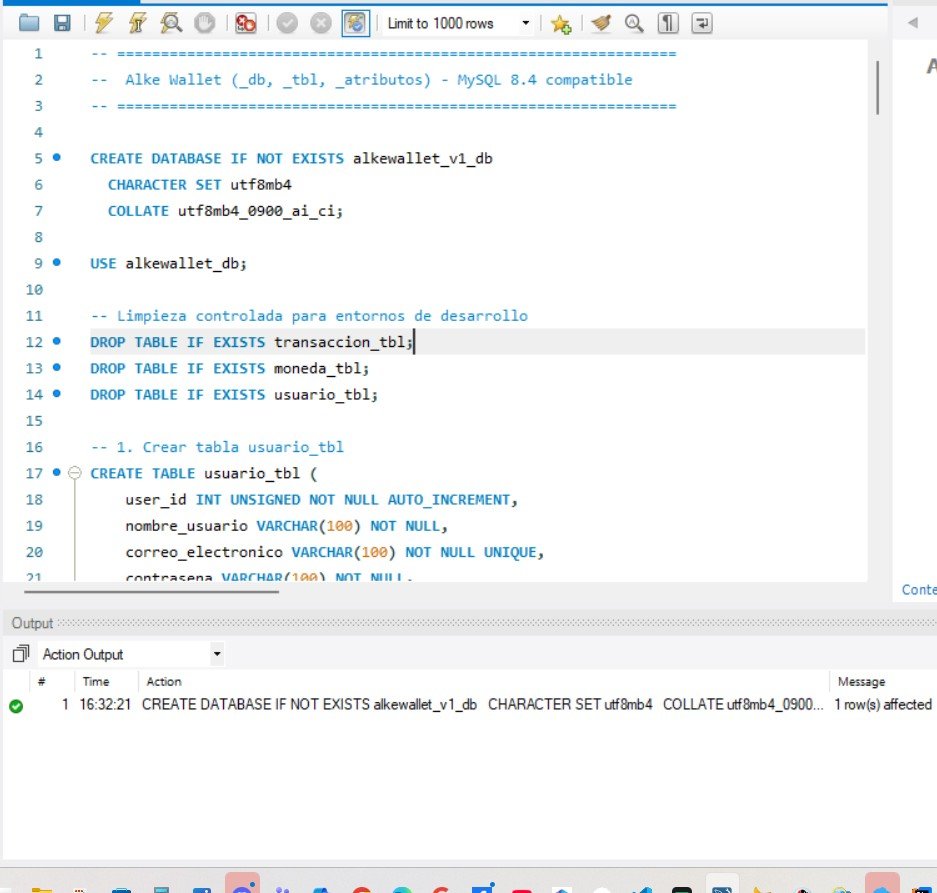 Limit to 1000 rows
1 -- ================================================================
2 -- Alke Wallet (_db, _tbl, _atributos) - MySQL 8.4 compatible
3 -- ================================================================
4
5 CREATE DATABASE IF NOT EXISTS alkewallet_v1_db
6 CHARACTER SET utf8mb4
7 COLLATE utf8mb4_0900_ai_ci;
8
9 USE alkewallet_db;
10
11 -- Limpieza controlada para entornos de desarrollo
12 DROP TABLE IF EXISTS transaccion_tbl;
13 DROP TABLE IF EXISTS moneda_tbl;
14 DROP TABLE IF EXISTS usuario_tbl;
15
16 -- 1. Crear tabla usuario_tbl
17 CREATE TABLE usuario_tbl (
18 user_id INT UNSIGNED NOT NULL AUTO_INCREMENT,
19 nombre_usuario VARCHAR(100) NOT NULL,
20 correo_electronico VARCHAR(100) NOT NULL UNIQUE,
21 contrasena VARCHAR(100) NOT NULL,
Conte
Output
Action Output
# Time Action Message
1 16:32:21 CREATE DATABASE IF NOT EXISTS alkewallet_v1_db CHARACTER SET utf8mb4 COLLATE utf8mb4_0900... 1 row(s) affected